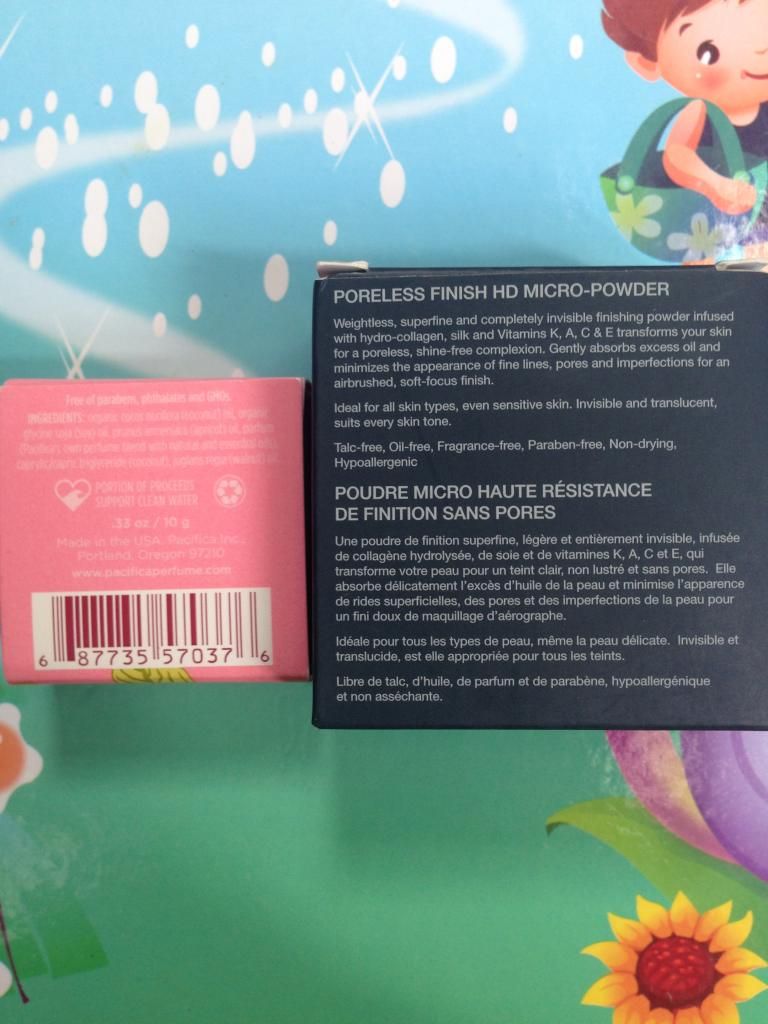 Free of parabens, phthalates and GMOs.
INGREDIENTS: organic cocos nucifera (coconut) oil, organic
glycine soja (soy) oil, prunus armeniaca (apricot) oil, parfum
(Pacifica's own perfume blend with natural and essential oils),
caprylic/capric triglyceride (coconut), juglans regia (walnut) oil.
PORTION OF PROCEEDS
SUPPORT CLEAN WATER
.33 oz / 10 g
Made in the USA. Pacifica Inc.,
Portland, Oregon 97210
www.pacificaperfume.com
6 87735 57037 6
PORELESS FINISH HD MICRO-POWDER
Weightless, superfine and completely invisible finishing powder infused
with hydro-collagen, silk and Vitamins K, A, C & E transforms your skin
for a poreless, shine-free complexion. Gently absorbs excess oil and
minimizes the appearance of fine lines, pores and imperfections for an
airbrushed, soft-focus finish.
Ideal for all skin types, even sensitive skin. Invisible and translucent,
suits every skin tone.
Talc-free, Oil-free, Fragrance-free, Paraben-free, Non-drying,
Hypoallergenic
POUDRE MICRO HAUTE RÉSISTANCE
DE FINITION SANS PORES
Une poudre de finition superfine, légère et entièrement invisible, infusée
de collagène hydrolysée, de soie et de vitamines K, A, C et E, qui
transforme votre peau pour un teint clair, non lustré et sans pores. Elle
absorbe délicatement l'excès d'huile de la peau et minimise l'apparence
de rides superficielles, des pores et des imperfections de la peau pour
un fini doux de maquillage d'aérographe.
Idéale pour tous les types de peau, même la peau délicate. Invisible et
translucide, est elle appropriée pour tous les teints.
Libre de talc, d'huile, de parfum et de parabène, hypoallergénique
et non asséchante.